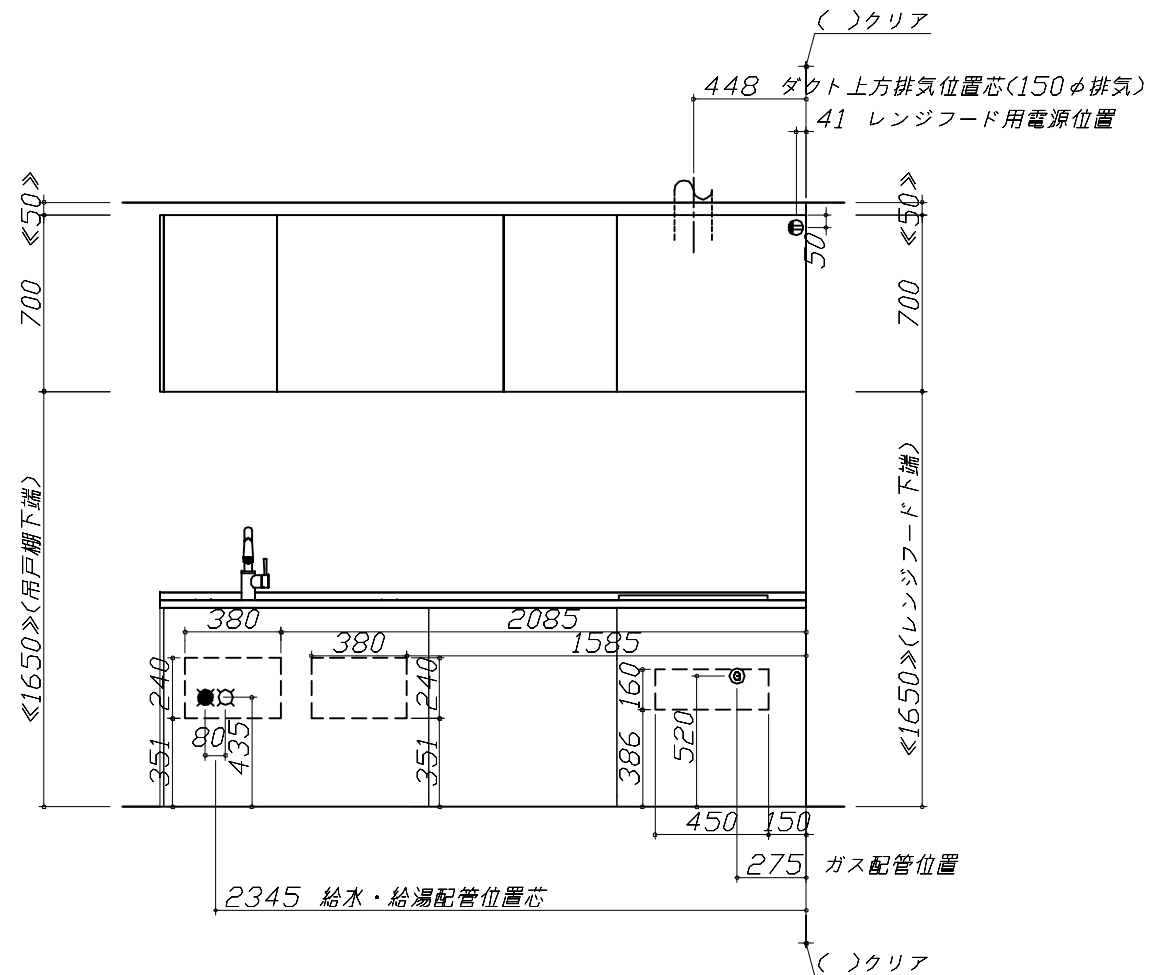 ( )クリア
448 ダクト上方排気位置芯(150φ排気)
41 レンジフード用電源位置
≪50≫
≪50≫
50
700
700
≪1650≫(吊戸棚下端)
≪1650≫(レンジフード下端)
380
2085
380
1585
240
240
160
80
435
351
351
386
520
G
450
150
275 ガス配管位置
2345 給水・給湯配管位置芯
( )クリア